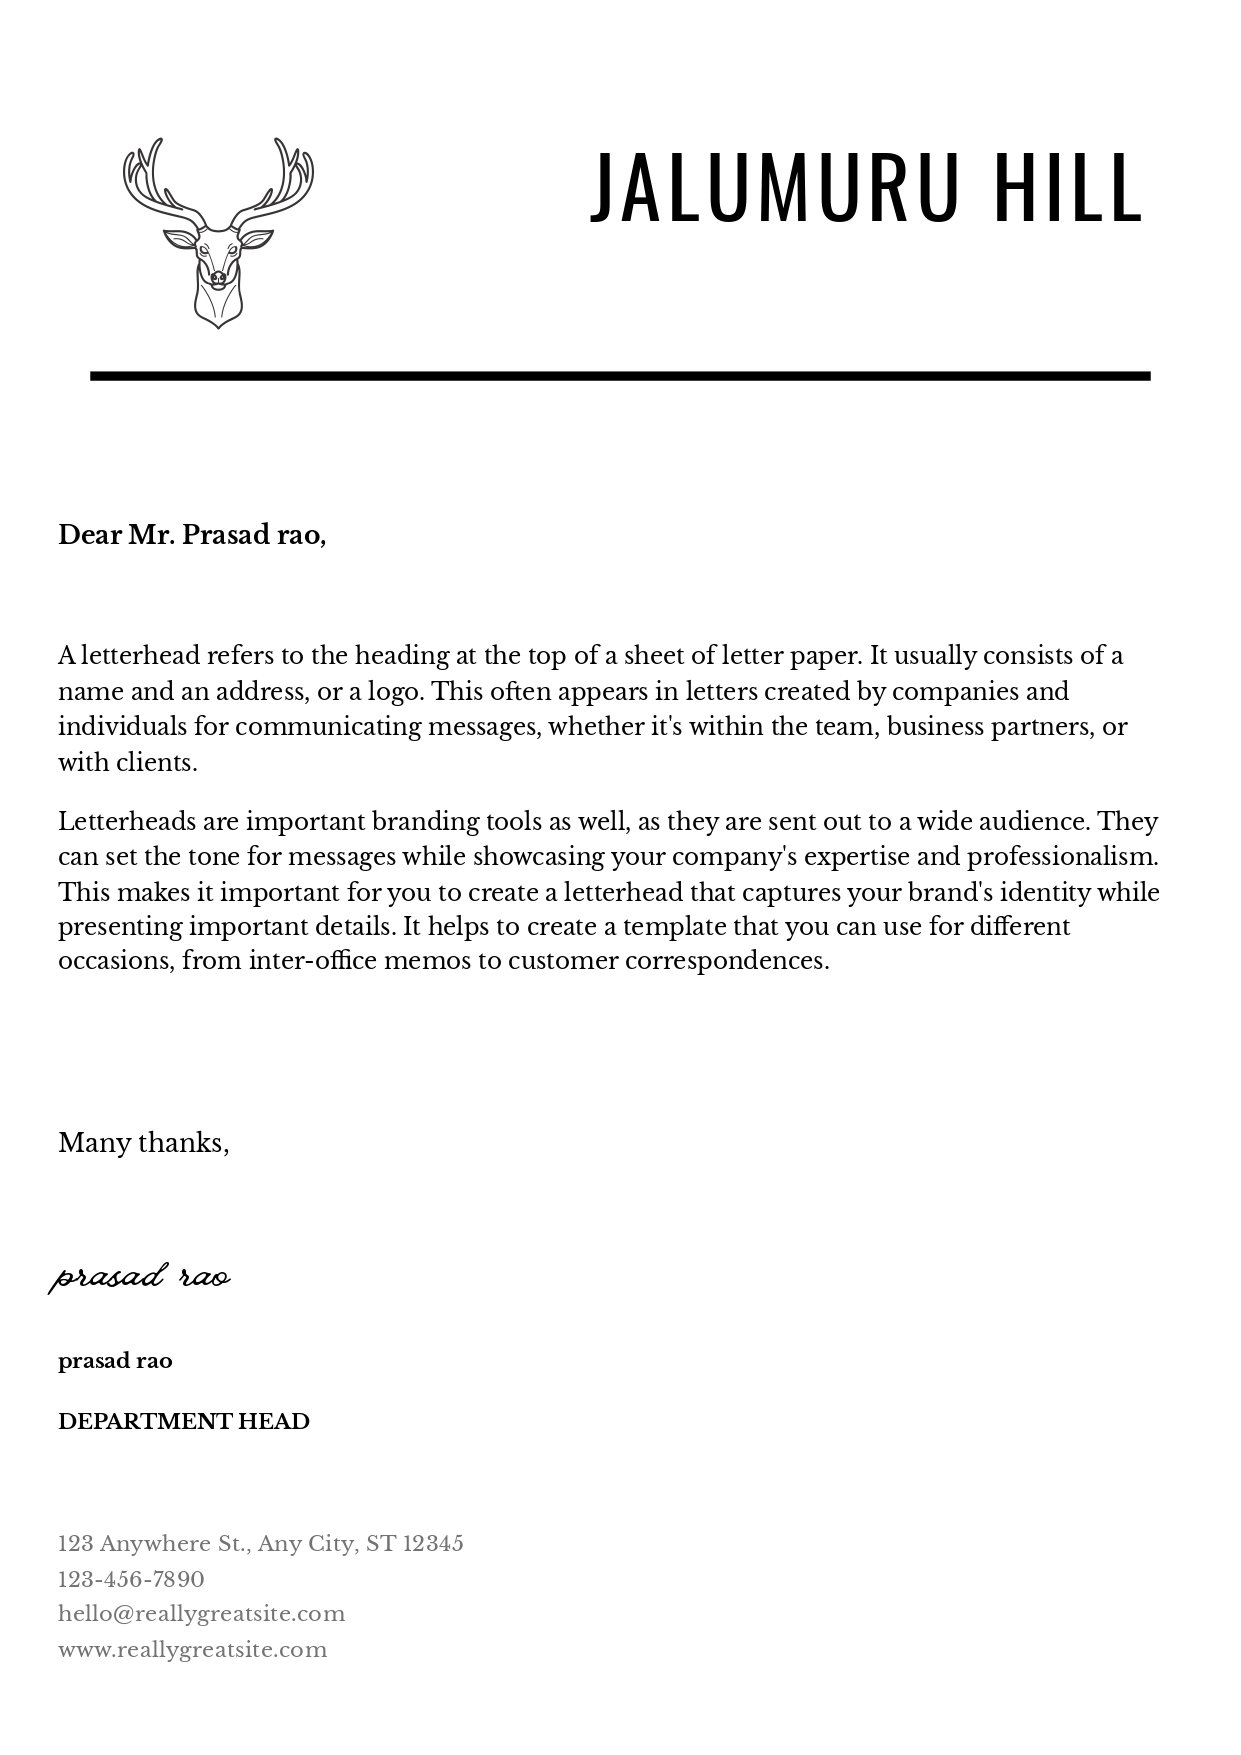 JALUMURU HILL
Dear Mr. Prasad rao,
A letterhead refers to the heading at the top of a sheet of letter paper. It usually consists of a
name and an address, or a logo. This often appears in letters created by companies and
individuals for communicating messages, whether it's within the team, business partners, or
with clients.
Letterheads are important branding tools as well, as they are sent out to a wide audience. They
can set the tone for messages while showcasing your company's expertise and professionalism.
This makes it important for you to create a letterhead that captures your brand's identity while
presenting important details. It helps to create a template that you can use for different
occasions, from inter-office memos to customer correspondences.
Many thanks,
prasad rao
prasad rao
DEPARTMENT HEAD
123 Anywhere St., Any City, ST 12345
123-456-7890
hello@reallygreatsite.com
www.reallygreatsite.com